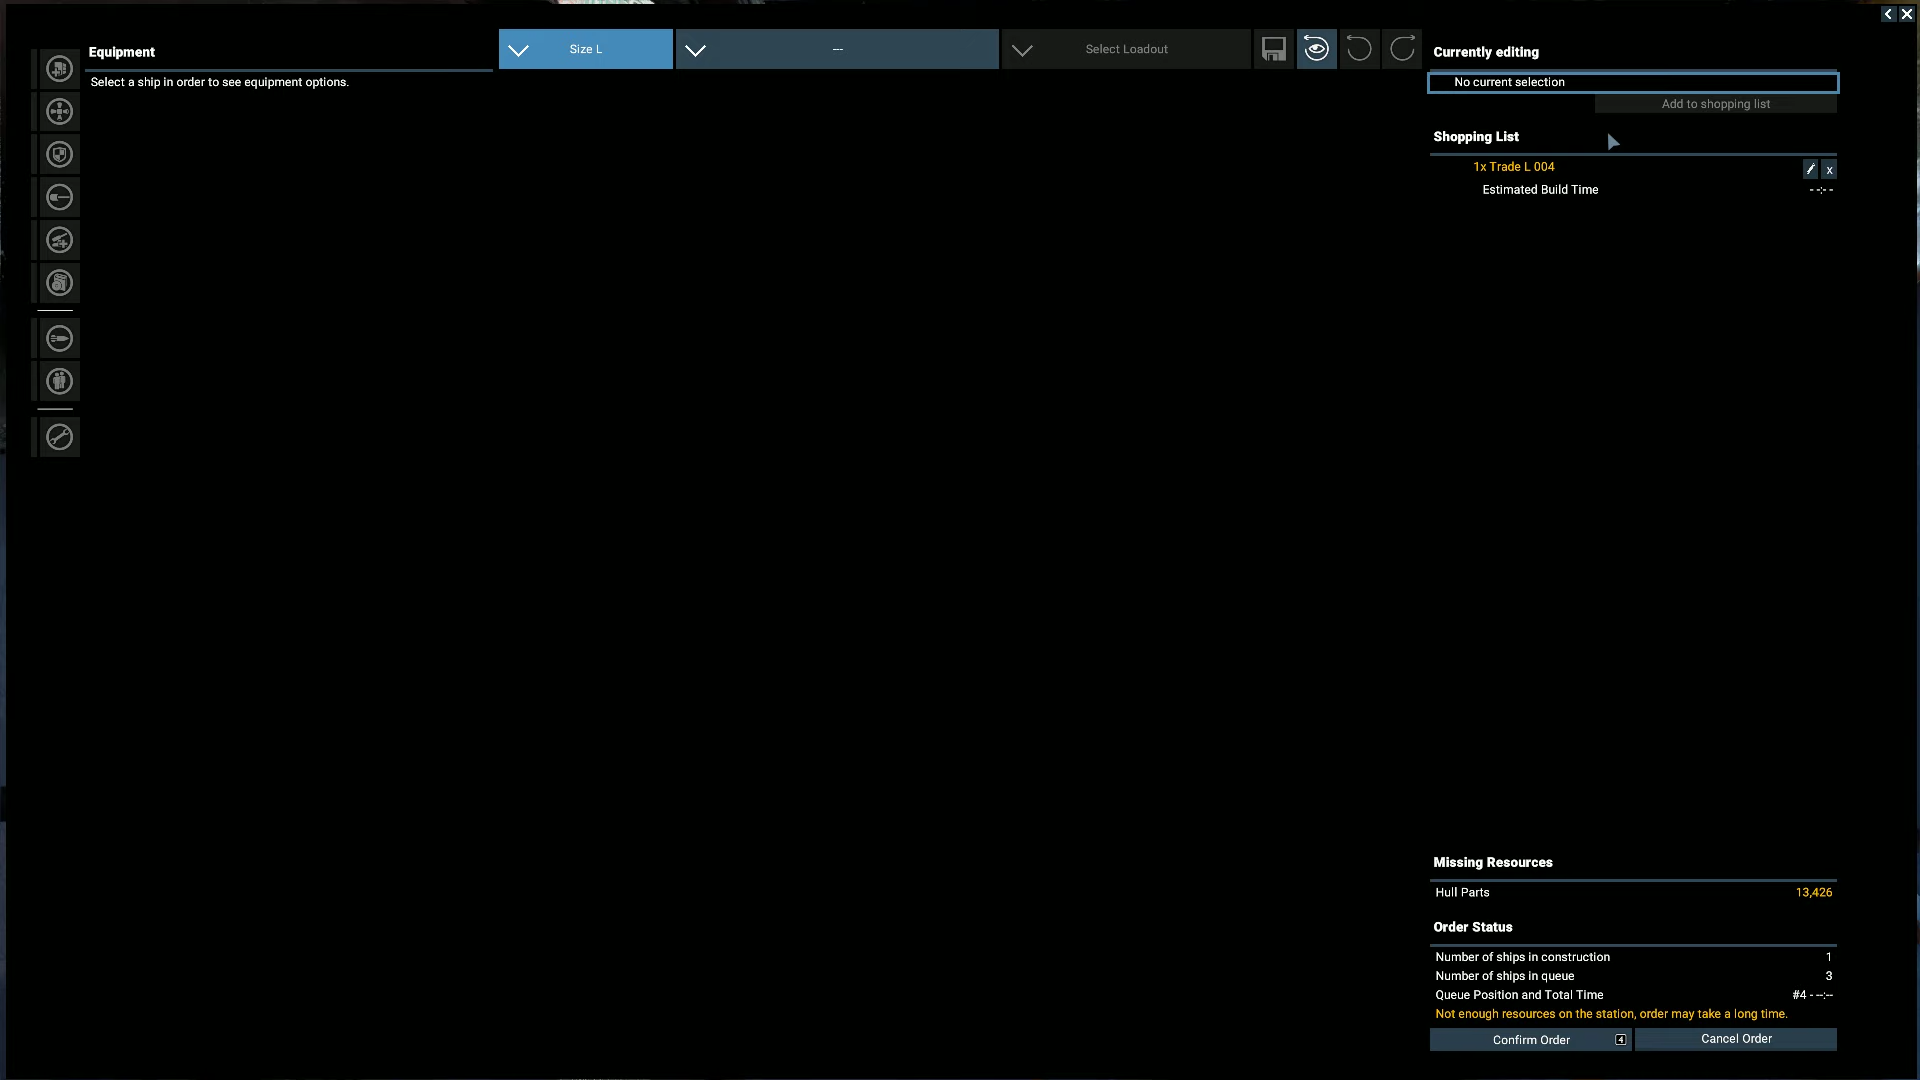 Equipment
Select a ship in order to see equipment options.
Size L
---
Select Loadout
Currently editing
No current selection
Add to shopping list
Shopping List
1x Trade L 004
x
Estimated Build Time --:--
Missing Resources
Hull Parts 13,426
Order Status
Number of ships in construction 1
Number of ships in queue 3
Queue Position and Total Time #4 - --:--
Not enough resources on the station, order may take a long time.
Confirm Order 4
Cancel Order